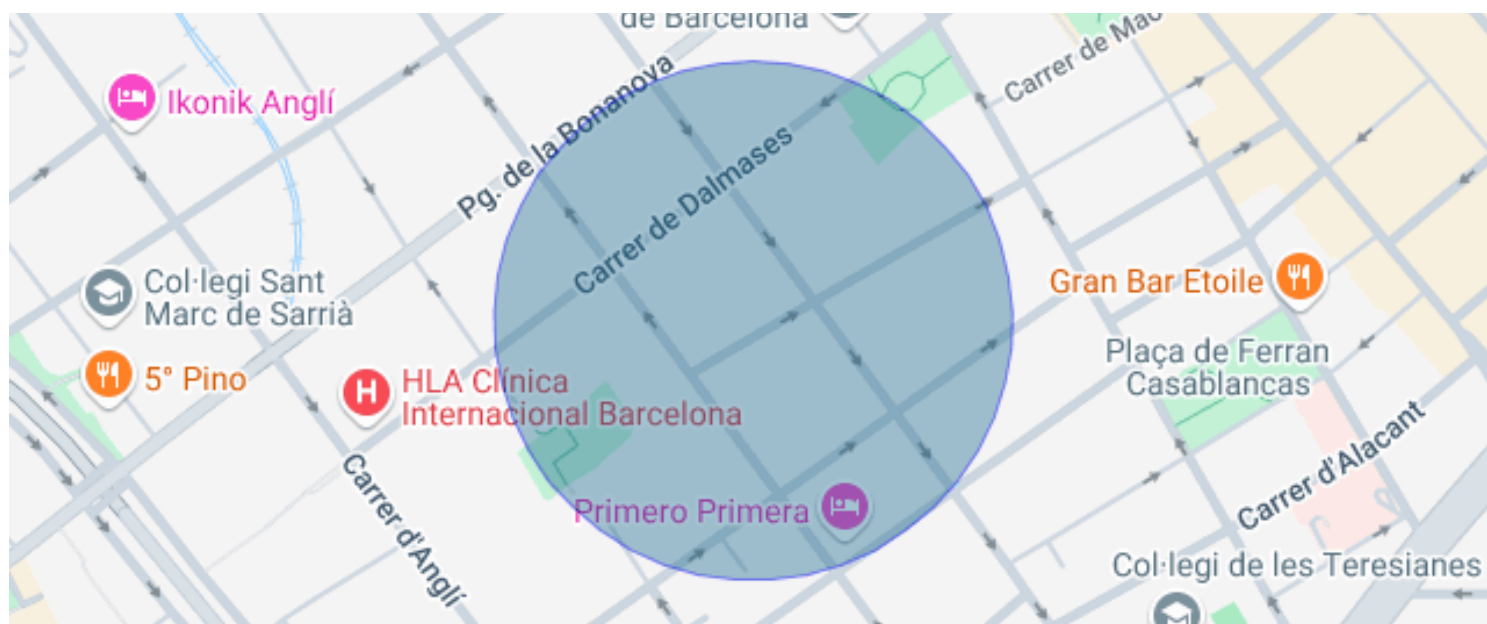 de Barcelona
Carrer de Mac
Ikonik Anglí
Pg. de la Bonanova
Carrer de Dalmases
Col·legi Sant
Marc de Sarrià
Gran Bar Etoile
Plaça de Ferran
Casablancas
5° Pino
H
HLA Clínica
Internacional Barcelona
Carrer d'Alacant
Carrer d'Anglí
Primero Primera
Col·legi de les Teresianes